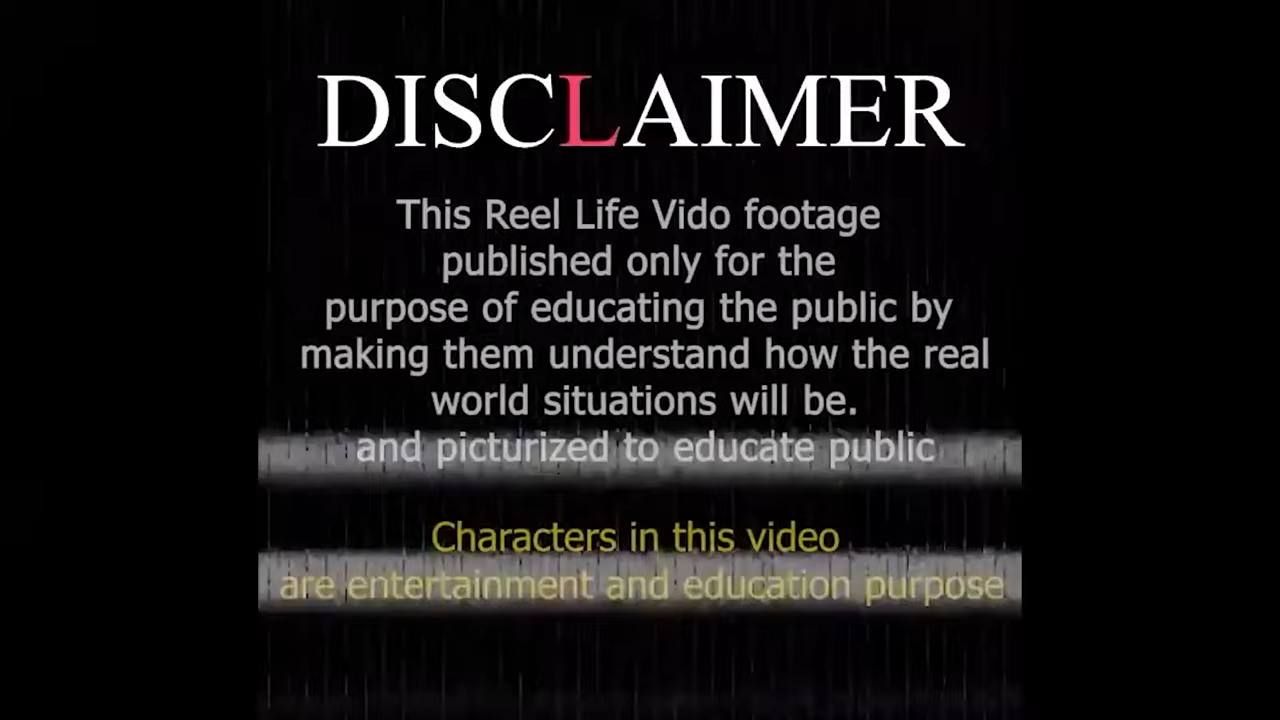 DISCLAIMER
This Reel Life Vido footage
published only for the
purpose of educating the public by
making them understand how the real
world situations will be.
and picturized to educate public
Characters in this video
are entertainment and education purpose